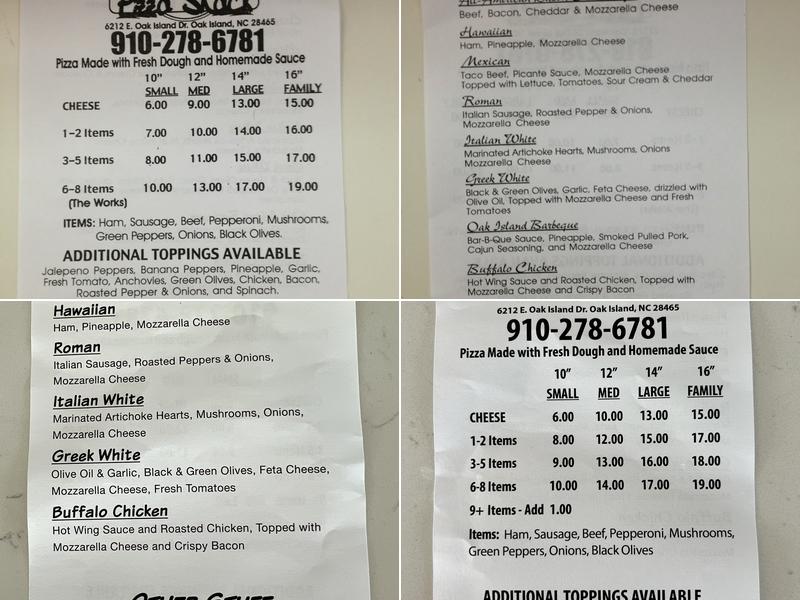 Pizza Shack
6212 E. Oak Island Dr. Oak Island, NC 28465
910-278-6781
Pizza Made with Fresh Dough and Homemade Sauce
10" 12" 14" 16"
SMALL MED LARGE FAMILY
CHEESE 6.00 9.00 13.00 15.00
1-2 Items 7.00 10.00 14.00 16.00
3-5 Items 8.00 11.00 15.00 17.00
6-8 Items 10.00 13.00 17.00 19.00
(The Works)
ITEMS: Ham, Sausage, Beef, Pepperoni, Mushrooms,
Green Peppers, Onions, Black Olives.
ADDITIONAL TOPPINGS AVAILABLE
Jalepeno Peppers, Banana Peppers, Pineapple, Garlic,
Fresh Tomato, Anchovies, Green Olives, Chicken, Bacon,
Roasted Pepper & Onions, and Spinach.
Beef, Bacon, Cheddar & Mozzarella Cheese
Hawaiian
Ham, Pineapple, Mozzarella Cheese
Mexican
Taco Beef, Picante Sauce, Mozzarella Cheese
Topped with Lettuce, Tomatoes, Sour Cream & Cheddar
Roman
Italian Sausage, Roasted Pepper & Onions,
Mozzarella Cheese
Italian White
Marinated Artichoke Hearts, Mushrooms, Onions
Mozzarella Cheese
Greek White
Black & Green Olives, Garlic, Feta Cheese, drizzled with
Olive Oil, Topped with Mozzarella Cheese and Fresh
Tomatoes
Oak Island Barbeque
Bar-B-Que Sauce, Pineapple, Smoked Pulled Pork,
Cajun Seasoning, and Mozzarella Cheese
Buffalo Chicken
Hot Wing Sauce and Roasted Chicken, Topped with
Mozzarella Cheese and Crispy Bacon
Hawaiian
Ham, Pineapple, Mozzarella Cheese
Roman
Italian Sausage, Roasted Peppers & Onions,
Mozzarella Cheese
Italian White
Marinated Artichoke Hearts, Mushrooms, Onions,
Mozzarella Cheese
Greek White
Olive Oil & Garlic, Black & Green Olives, Feta Cheese,
Mozzarella Cheese, Fresh Tomatoes
Buffalo Chicken
Hot Wing Sauce and Roasted Chicken, Topped with
Mozzarella Cheese and Crispy Bacon
OTHER STUFF
6212 E. Oak Island Dr. Oak Island, NC 28465
910-278-6781
Pizza Made with Fresh Dough and Homemade Sauce
10" 12" 14" 16"
SMALL MED LARGE FAMILY
CHEESE 6.00 10.00 13.00 15.00
1-2 Items 8.00 12.00 15.00 17.00
3-5 Items 9.00 13.00 16.00 18.00
6-8 Items 10.00 14.00 17.00 19.00
9+ Items - Add 1.00
Items: Ham, Sausage, Beef, Pepperoni, Mushrooms,
Green Peppers, Onions, Black Olives
ADDITIONAL TOPPINGS AVAILABLE